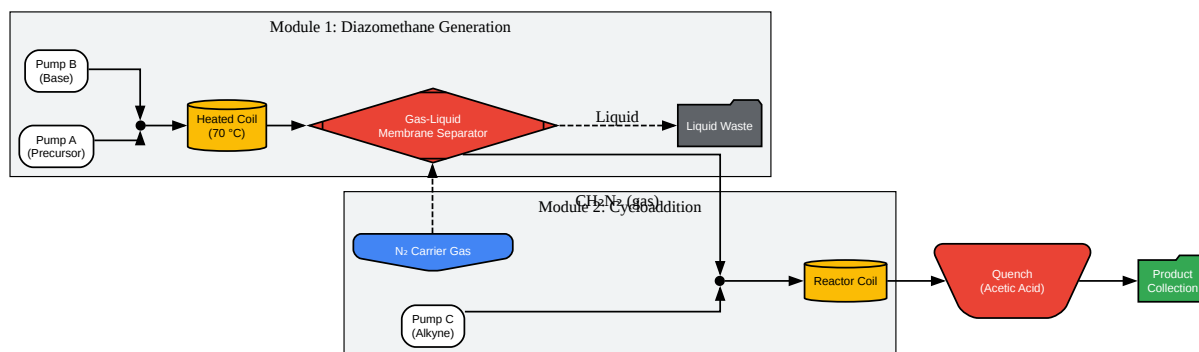 Module 1: Diazomethane Generation
Pump B
(Base)
Heated Coil
(70 °C)
Gas-Liquid
Membrane Separator
Liquid
Liquid Waste
Pump A
(Precursor)
CH₂N₂ (gas)
Module 2: Cycloaddition
N₂ Carrier Gas
Reactor Coil
Quench
(Acetic Acid)
Product
Collection
Pump C
(Alkyne)